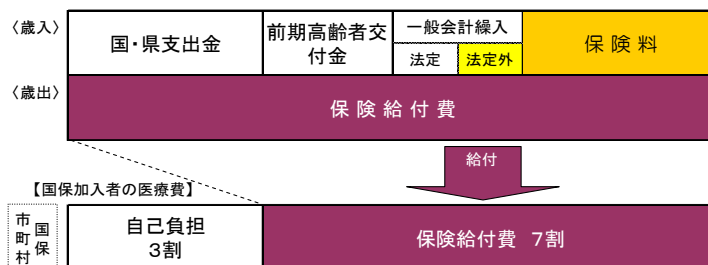 〈歳入〉
国・県支出金
前期高齢者交
付金
一般会計繰入
法定
法定外
保険料
〈歳出〉
保険給付費
給付
【国保加入者の医療費】
市町村
国保
自己負担
3割
保険給付費 7割